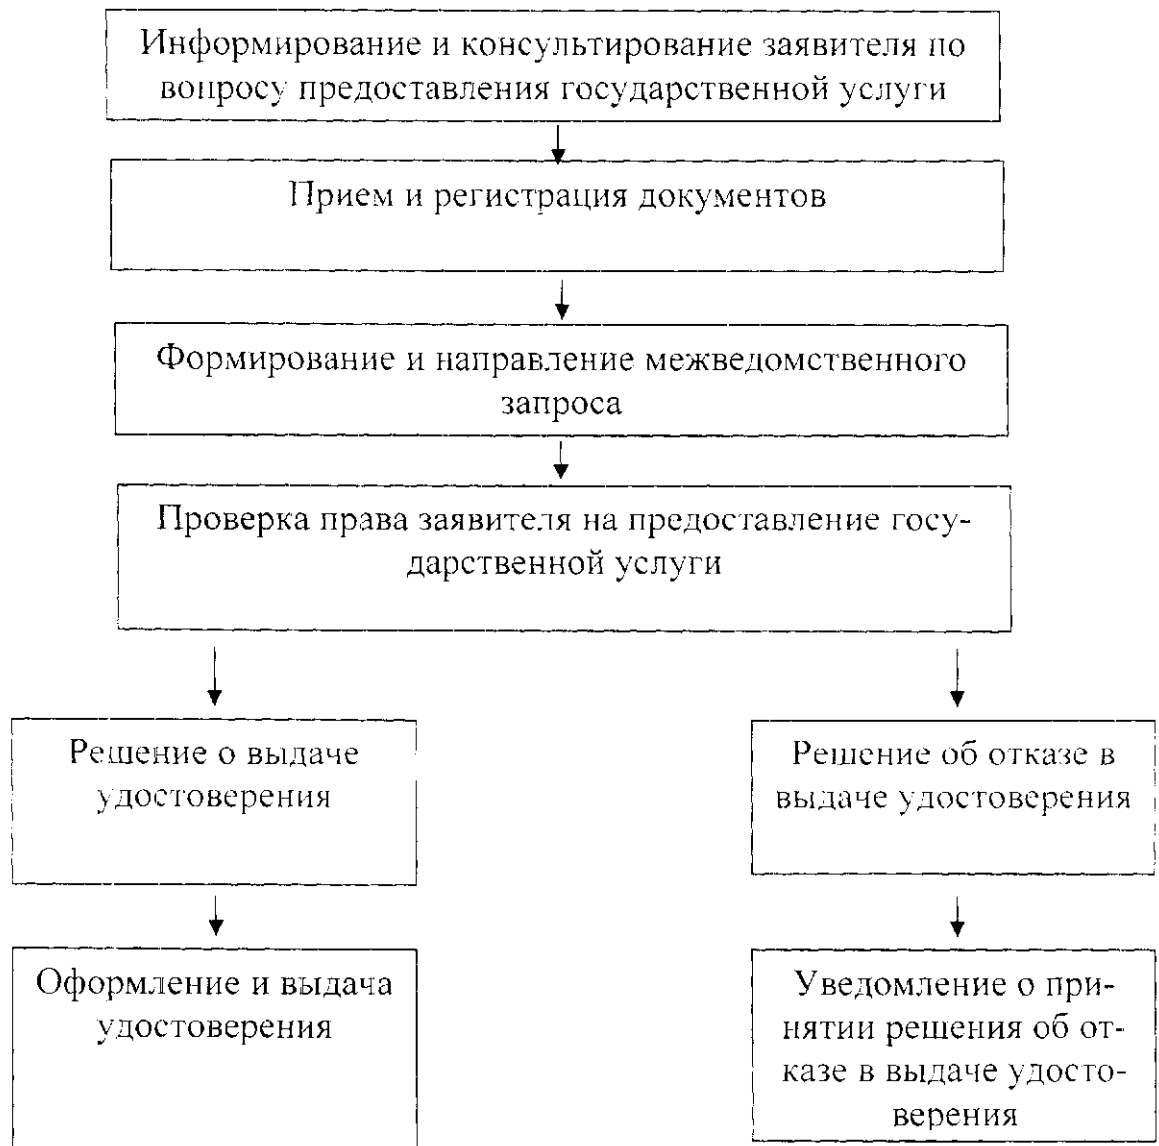 Информирование и консультирование заявителя по
вопросу предоставления государственной услуги
Прием и регистрация документов
Формирование и направление межведомственного
запроса
Проверка права заявителя на предоставление госу-
дарственной услуги
Решение о выдаче
удостоверения
Решение об отказе в
выдаче удостоверения
Оформление и выдача
удостоверения
Уведомление о при-
нятии решения об от-
казе в выдаче удосто-
верения